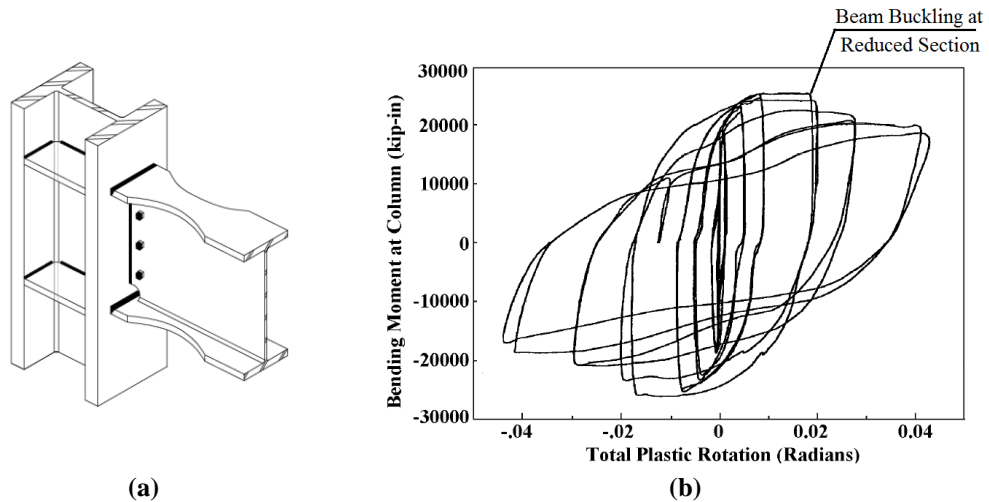 Beam Buckling at
Reduced Section
30000
20000
10000
0
-10000
-20000
-30000
Bending Moment at Column (kip-in)
-.04
-.02
0
0.02
0.04
Total Plastic Rotation (Radians)
(a)
(b)